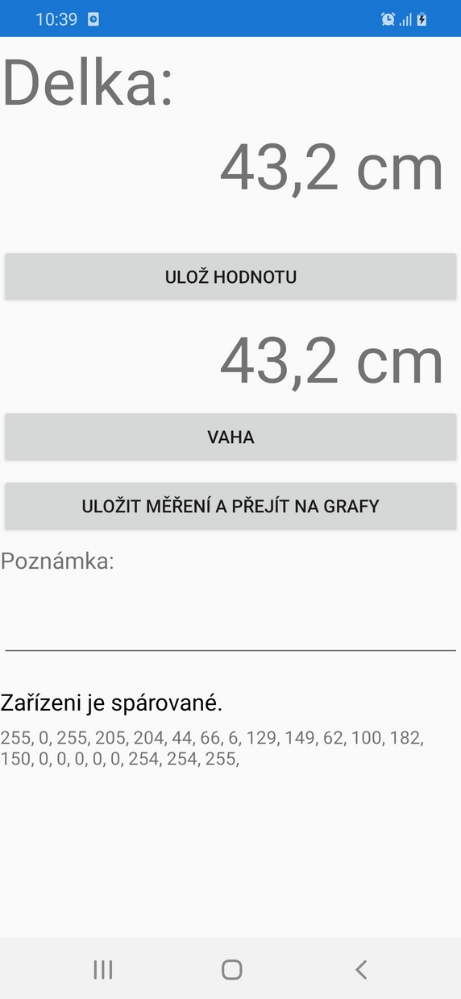 10:39
Delka:
43,2 cm
ULOŽ HODNOTU
43,2 cm
VAHA
ULOŽIT MĚŘENÍ A PŘEJÍT NA GRAFY
Poznámka:
Zařízeni je spárované.
255, 0, 255, 205, 204, 44, 66, 6, 129, 149, 62, 100, 182,
150, 0, 0, 0, 0, 0, 254, 254, 255,